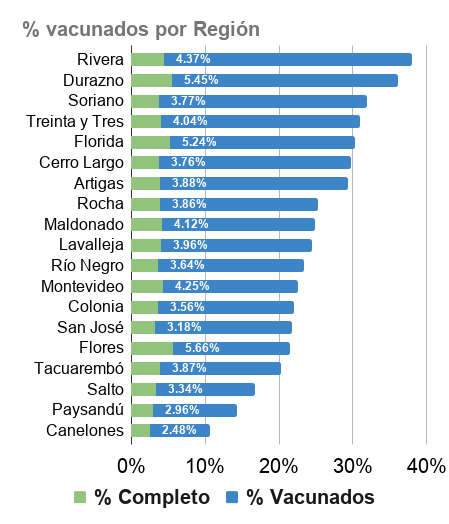 % vacunados por Región
Rivera 4.37%
Durazno 5.45%
Soriano 3.77%
Treinta y Tres 4.04%
Florida 5.24%
Cerro Largo 3.76%
Artigas 3.88%
Rocha 3.86%
Maldonado 4.12%
Lavalleja 3.96%
Río Negro 3.64%
Montevideo 4.25%
Colonia 3.56%
San José 3.18%
Flores 5.66%
Tacuarembó 3.87%
Salto 3.34%
Paysandú 2.96%
Canelones 2.48%
0% 10% 20% 30% 40%
% Completo % Vacunados